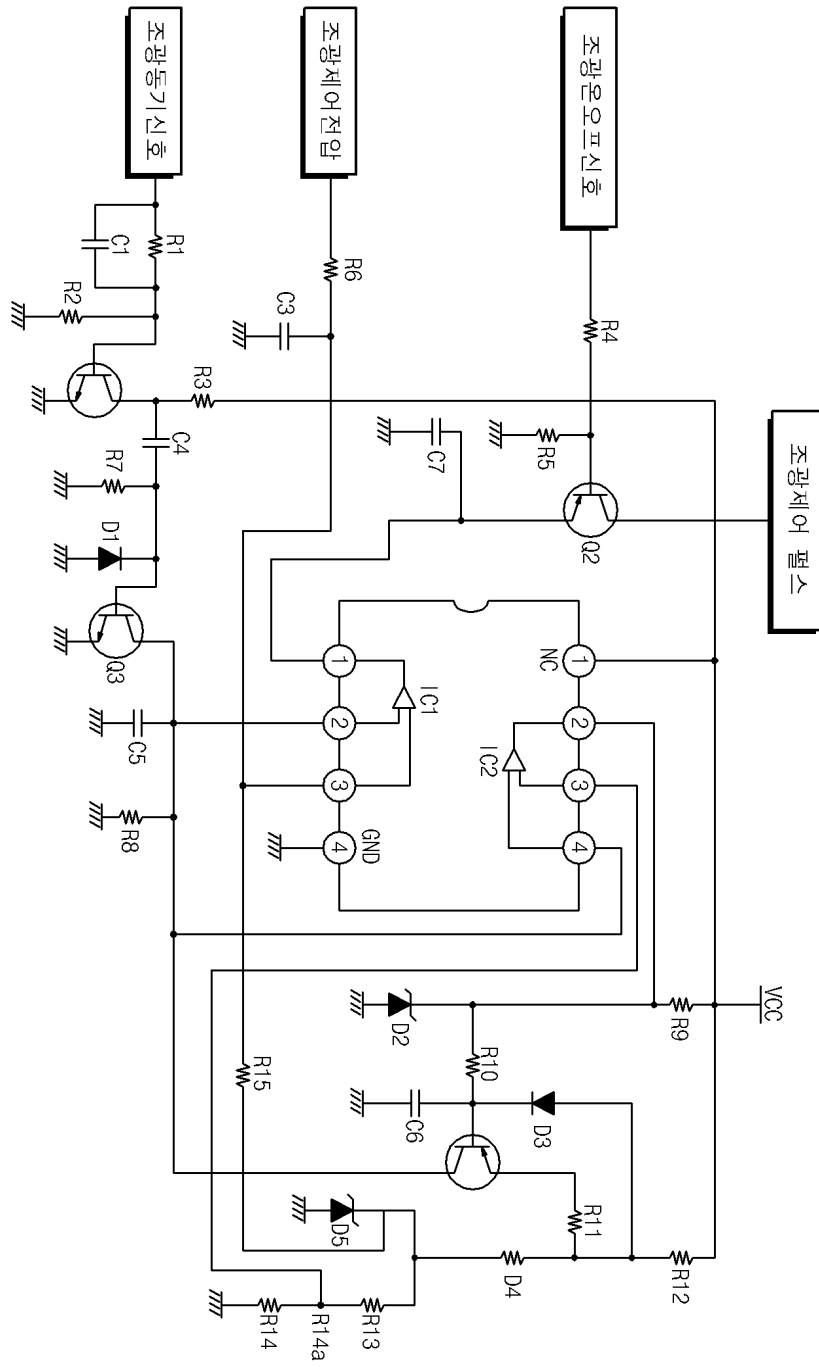 조광제어 펄스
VCC
R9
R12
조광온오프신호
R4
Q2
R11
R5
NC
1
2
3
4
D3
IC2
R10
D4
C7
IC1
C6
D2
GND
R13
조광제어전압
R6
1
2
3
4
D5
R14a
C3
R15
R14
R3
C4
조광동기신호
R1
C5
R8
C1
R7
D1
Q3
R2